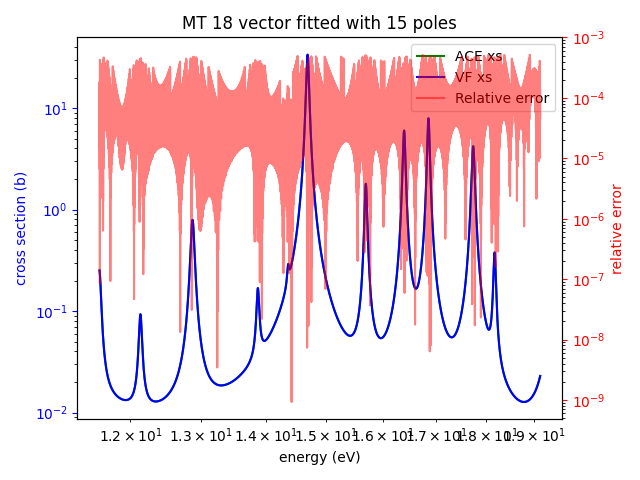 MT 18 vector fitted with 15 poles
ACE xs
VF xs
Relative error
cross section (b)
10¹
10⁰
10⁻¹
10⁻²
10⁻³
10⁻⁴
10⁻⁵
10⁻⁶
10⁻⁷
10⁻⁸
10⁻⁹
relative error
1.2 × 10¹ 1.3 × 10¹ 1.4 × 10¹ 1.5 × 10¹ 1.6 × 10¹ 1.7 × 10¹ 1.8 × 10¹ 1.9 × 10¹
energy (eV)